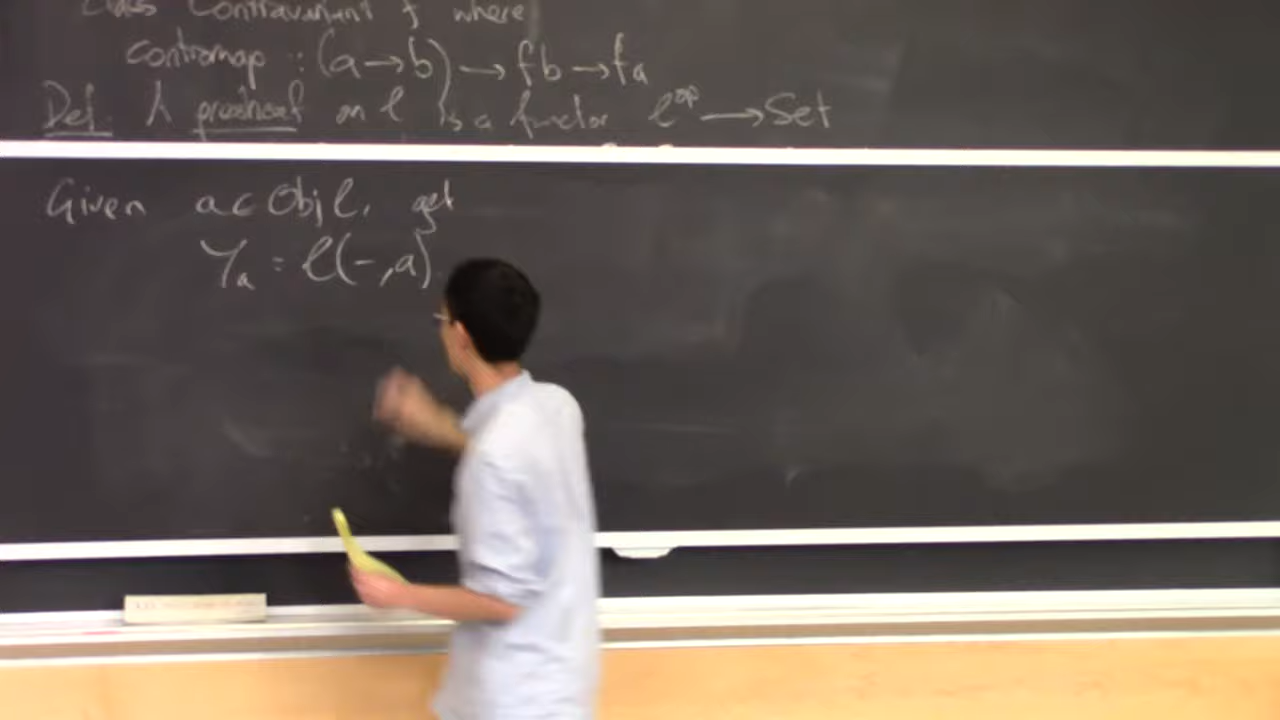 class Contravariant f where
contramap :: (a → b) → f b → f a
Def. A presheaf on C is a functor C^op → Set
Given a ∈ Obj C, get
Y_a = C(-, a)